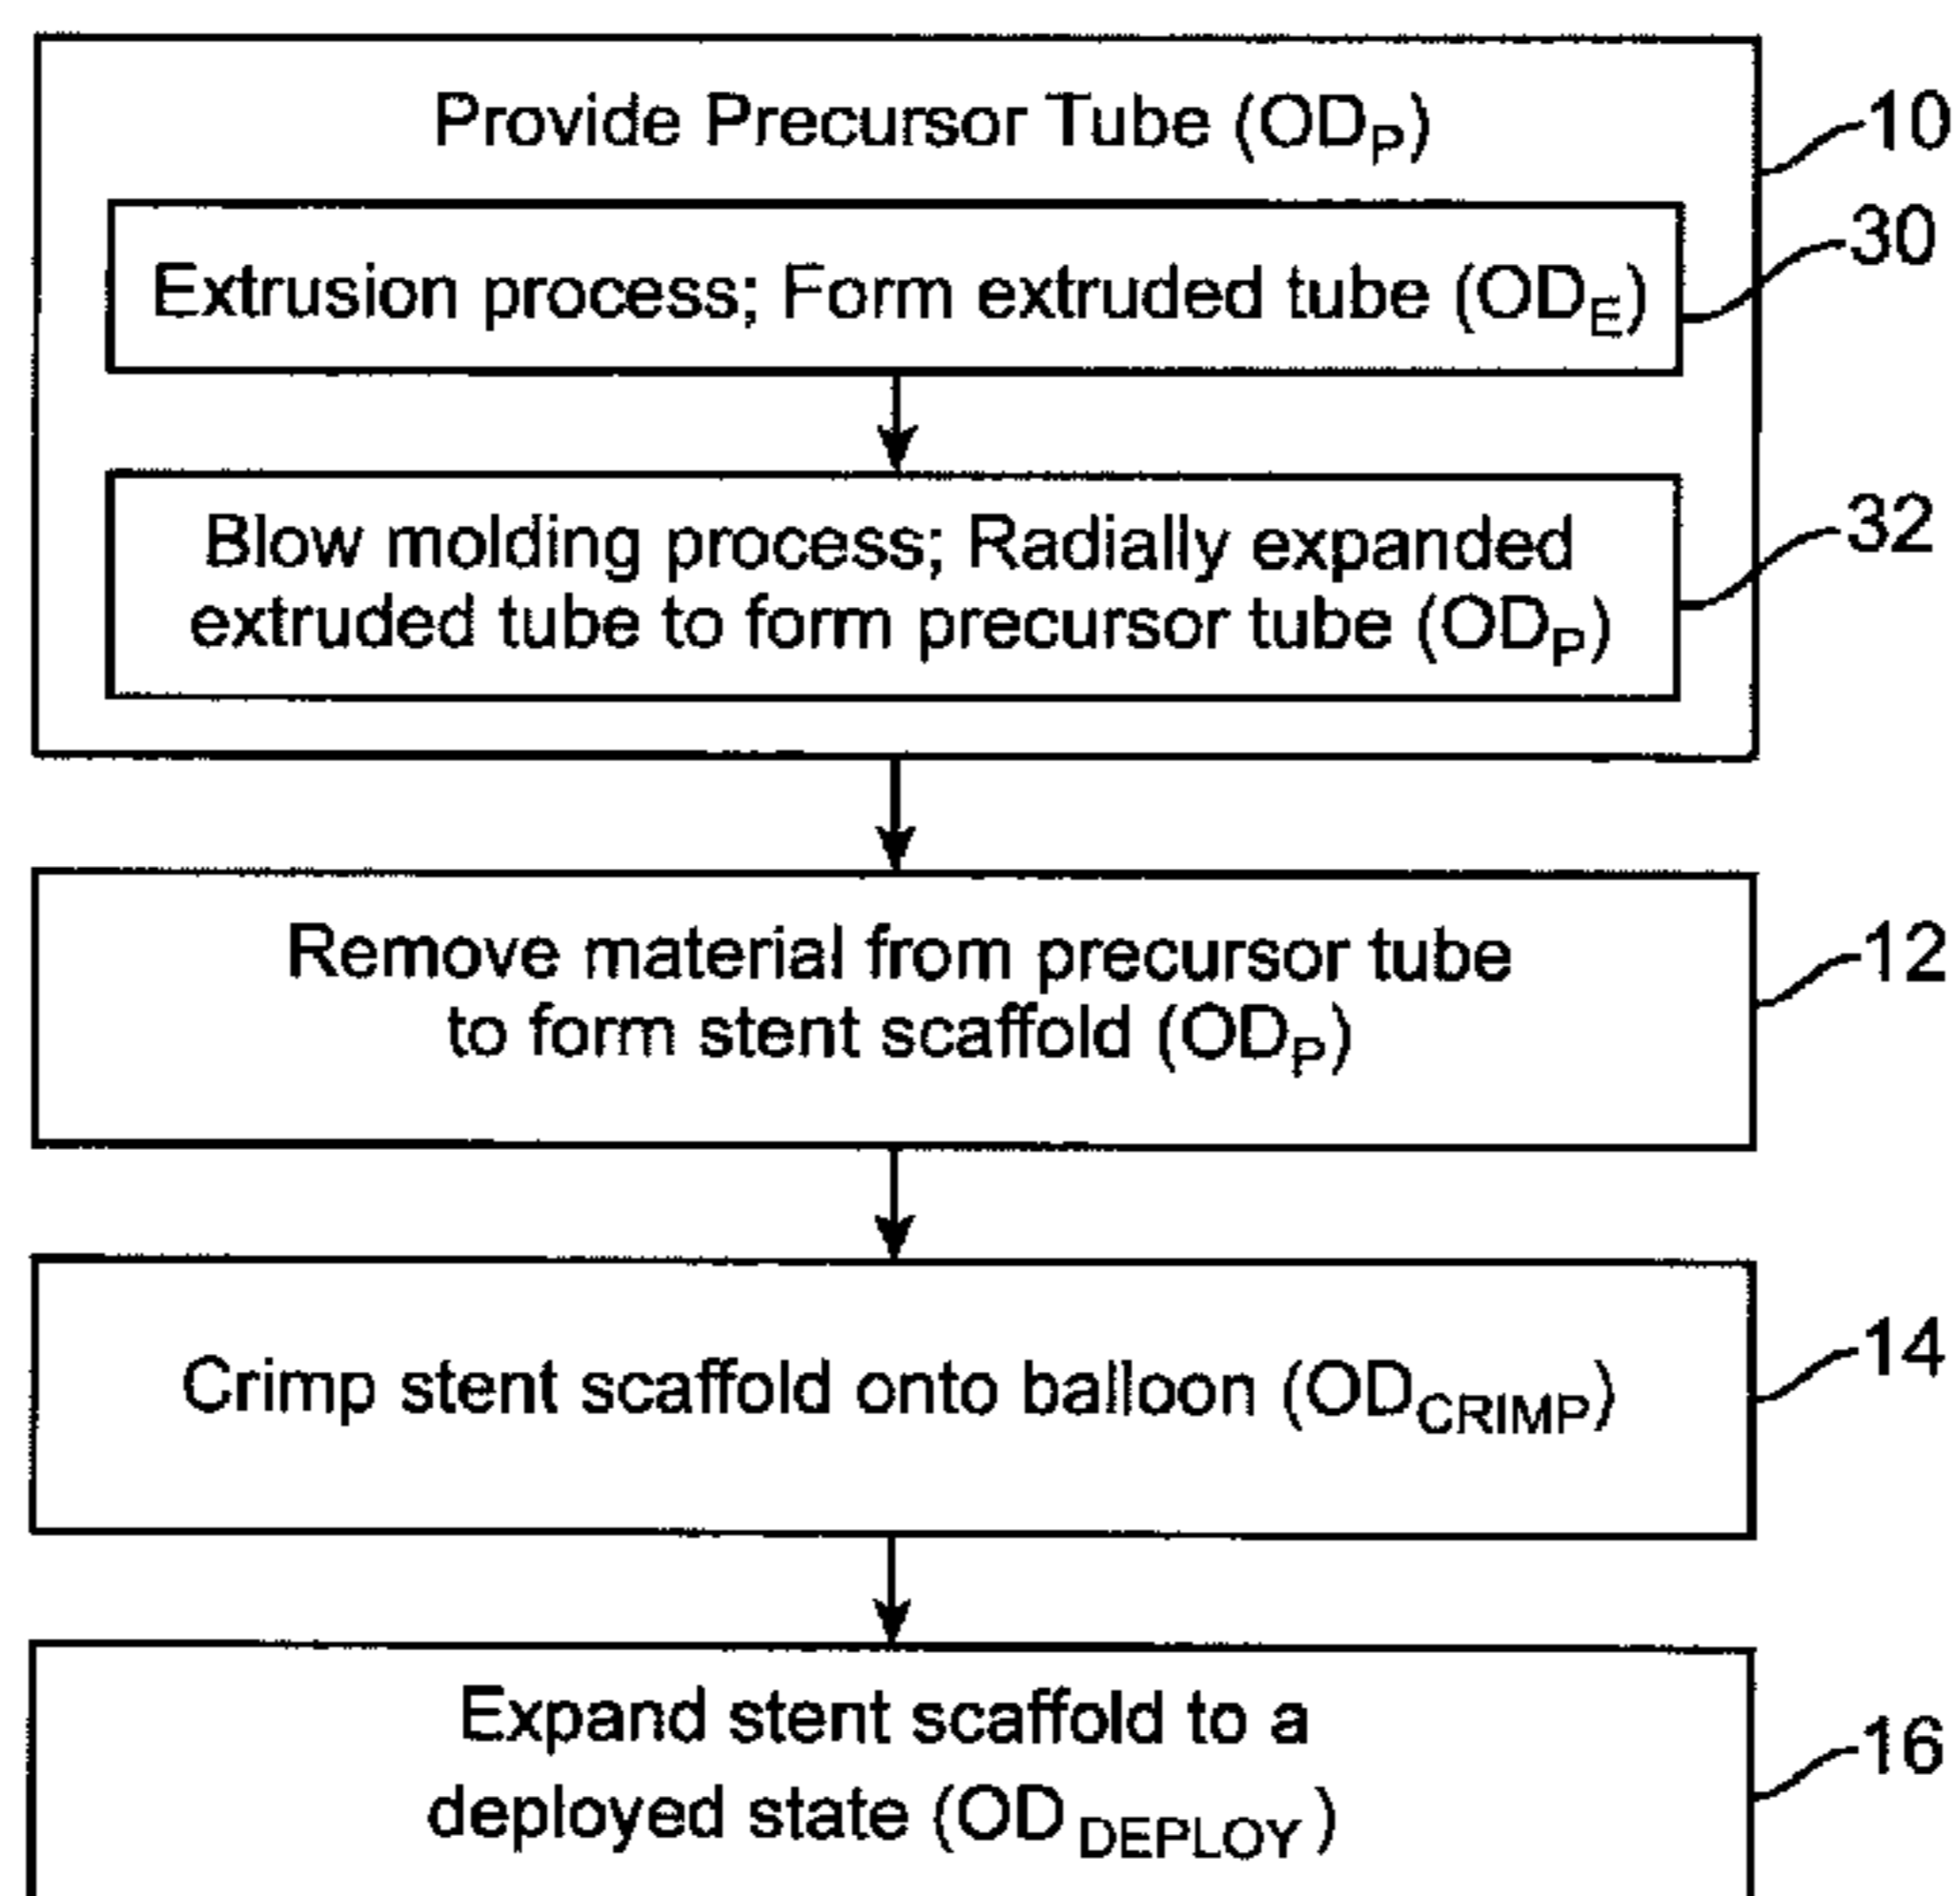 Provide Precursor Tube (OD_P)
10
Extrusion process; Form extruded tube (OD_E)
30
Blow molding process; Radially expanded
extruded tube to form precursor tube (OD_P)
32
Remove material from precursor tube
to form stent scaffold (OD_P)
12
Crimp stent scaffold onto balloon (OD_CRIMP)
14
Expand stent scaffold to a
deployed state (OD_DEPLOY)
16